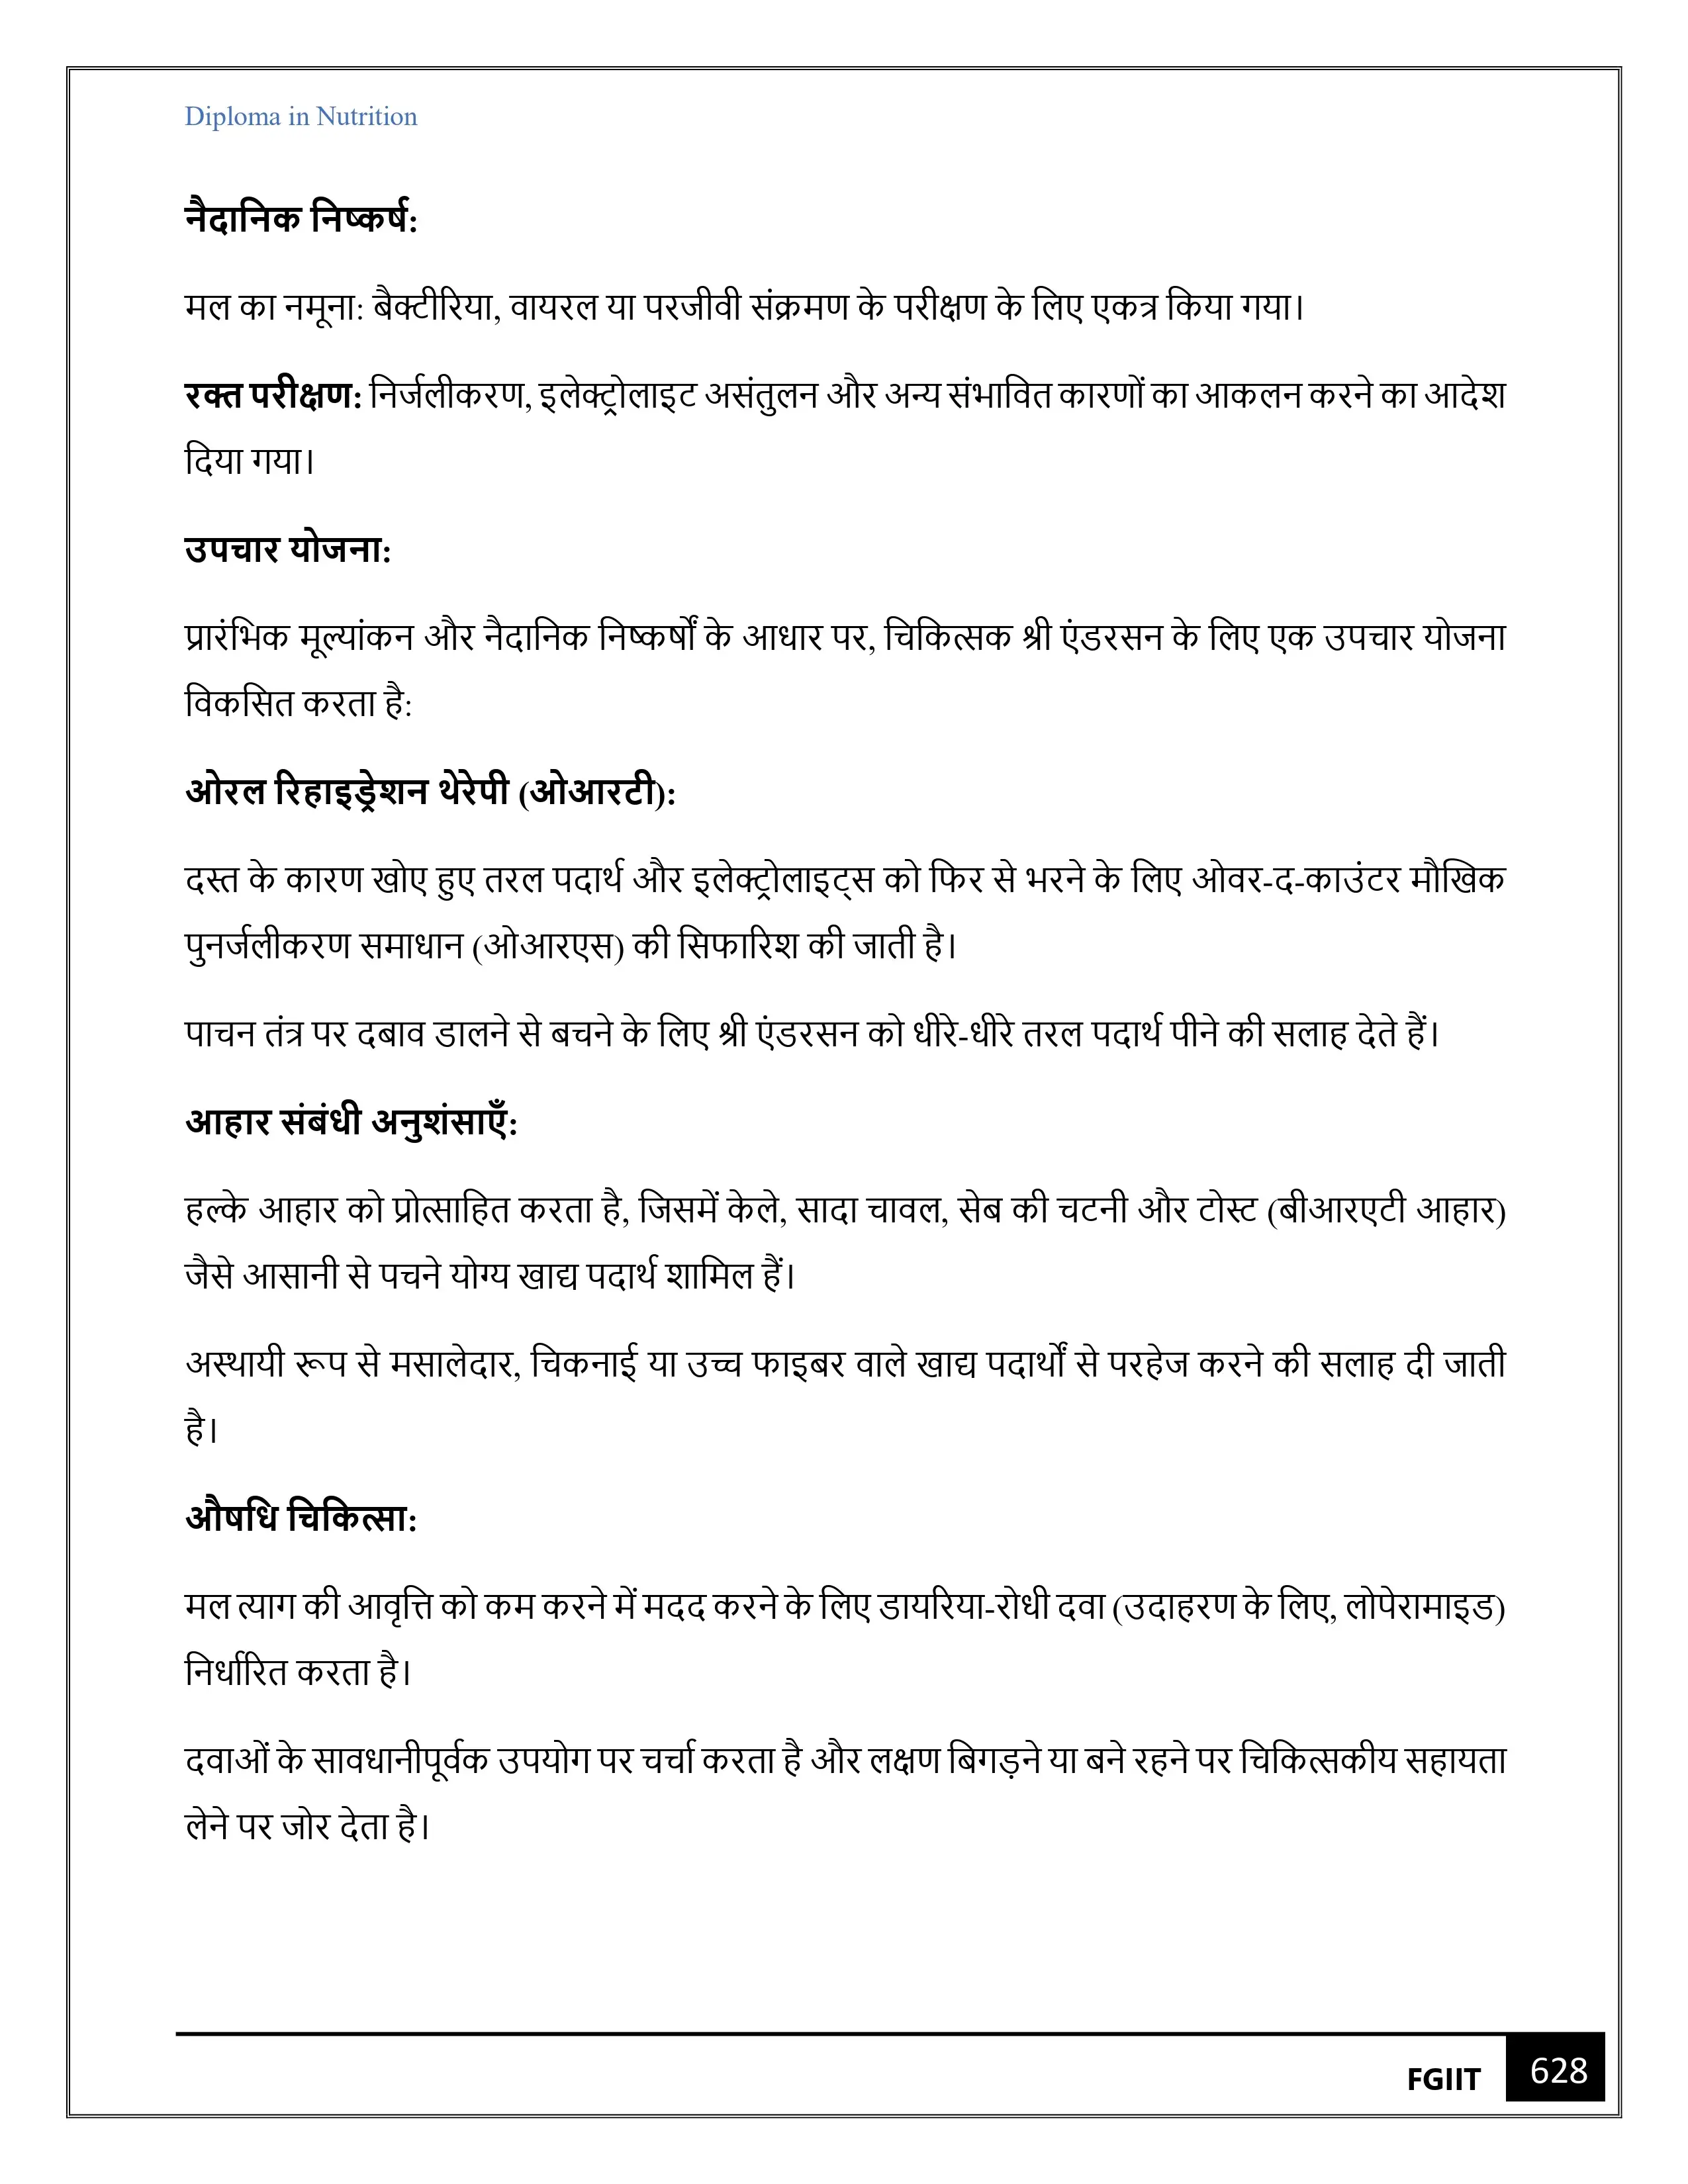 Diploma in Nutrition
नैदानिक निष्कर्ष:
मल का नमूना: बैक्टीरिया, वायरल या परजीवी संक्रमण के परीक्षण के लिए एकत्र किया गया।
रक्त परीक्षण: निर्जलीकरण, इलेक्ट्रोलाइट असंतुलन और अन्य संभावित कारणों का आकलन करने का आदेश
दिया गया।
उपचार योजना:
प्रारंभिक मूल्यांकन और नैदानिक निष्कर्षों के आधार पर, चिकित्सक श्री एंडरसन के लिए एक उपचार योजना
विकसित करता है:
ओरल रिहाइड्रेशन थेरेपी (ओआरटी):
दस्त के कारण खोए हुए तरल पदार्थ और इलेक्ट्रोलाइट्स को फिर से भरने के लिए ओवर-द-काउंटर मौखिक
पुनर्जलीकरण समाधान (ओआरएस) की सिफारिश की जाती है।
पाचन तंत्र पर दबाव डालने से बचने के लिए श्री एंडरसन को धीरे-धीरे तरल पदार्थ पीने की सलाह देते हैं।
आहार संबंधी अनुशंसाएँ:
हल्के आहार को प्रोत्साहित करता है, जिसमें केले, सादा चावल, सेब की चटनी और टोस्ट (बीआरएटी आहार)
जैसे आसानी से पचने योग्य खाद्य पदार्थ शामिल हैं।
अस्थायी रूप से मसालेदार, चिकनाई या उच्च फाइबर वाले खाद्य पदार्थों से परहेज करने की सलाह दी जाती
है।
औषधि चिकित्सा:
मल त्याग की आवृत्ति को कम करने में मदद करने के लिए डायरिया-रोधी दवा (उदाहरण के लिए, लोपेरामाइड)
निर्धारित करता है।
दवाओं के सावधानीपूर्वक उपयोग पर चर्चा करता है और लक्षण बिगड़ने या बने रहने पर चिकित्सकीय सहायता
लेने पर जोर देता है।
FGIIT 628